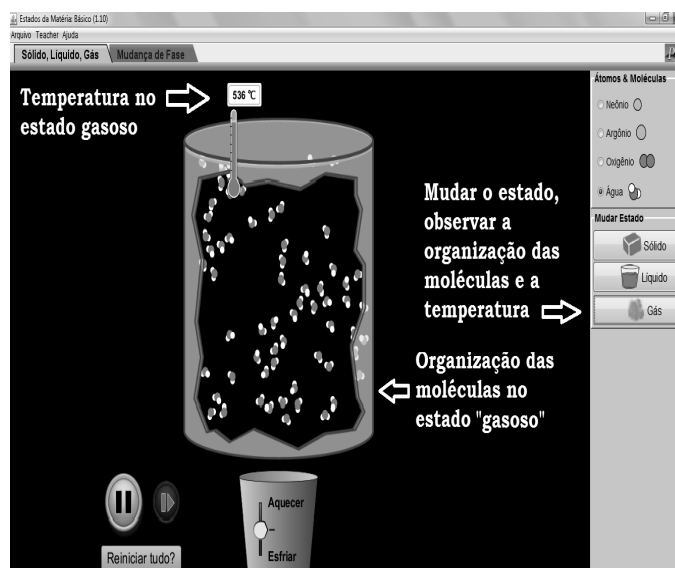 Estados da Matéria: Básico (1.10)
Arquivo Teacher Ajuda
Sólido, Líquido, Gás
Mudança de Fase
Temperatura no
estado gasoso
536 ℃
Átomos & Moléculas
Neônio
Argônio
Oxigênio
Água
Mudar Estado
Sólido
Líquido
Gás
Mudar o estado,
observar a
organização das
moléculas e a
temperatura
Organização das
moléculas no
estado "gasoso"
Aquecer
Esfriar
Reiniciar tudo?